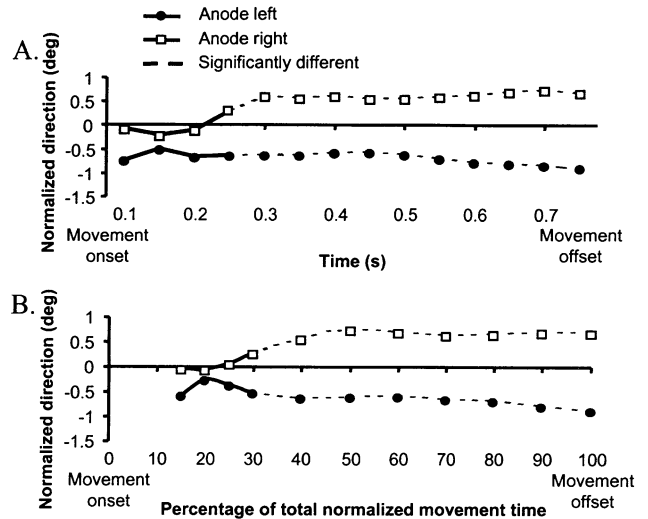 Anode left
Anode right
Significantly different
A.
Normalized direction (deg)
1
0.5
0
-0.5
-1
-1.5
0.1 0.2 0.3 0.4 0.5 0.6 0.7
Movement onset
Movement offset
Time (s)
B.
Normalized direction (deg)
1
0.5
0
-0.5
-1
-1.5
0 10 20 30 40 50 60 70 80 90 100
Movement onset
Movement offset
Percentage of total normalized movement time